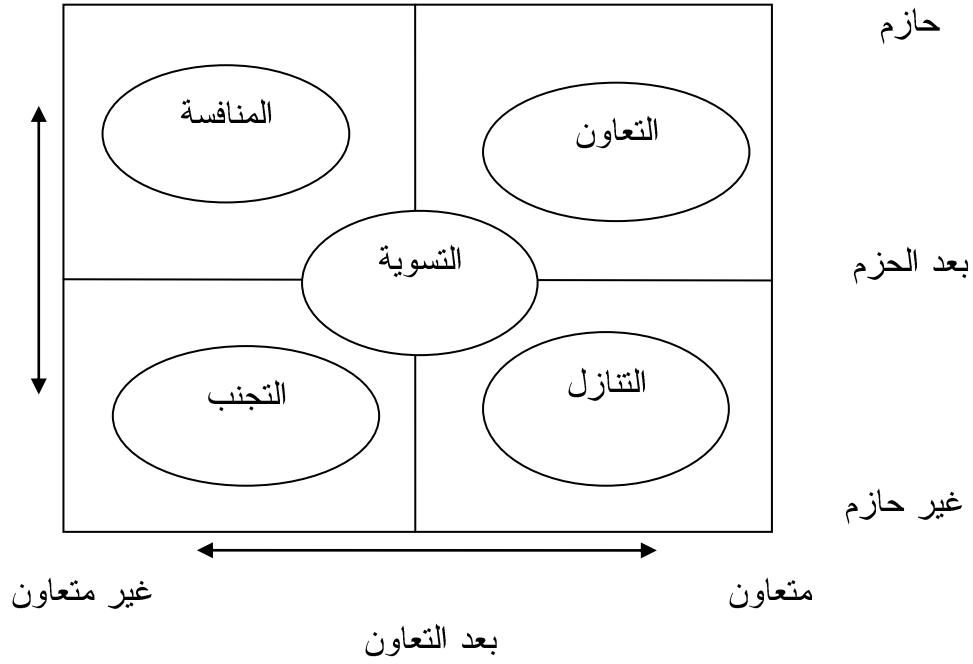 حازم
المنافسة
التعاون
التسوية
بعد الحزم
التنازل
التجنب
غير حازم
متعاون
غير متعاون
بعد التعاون